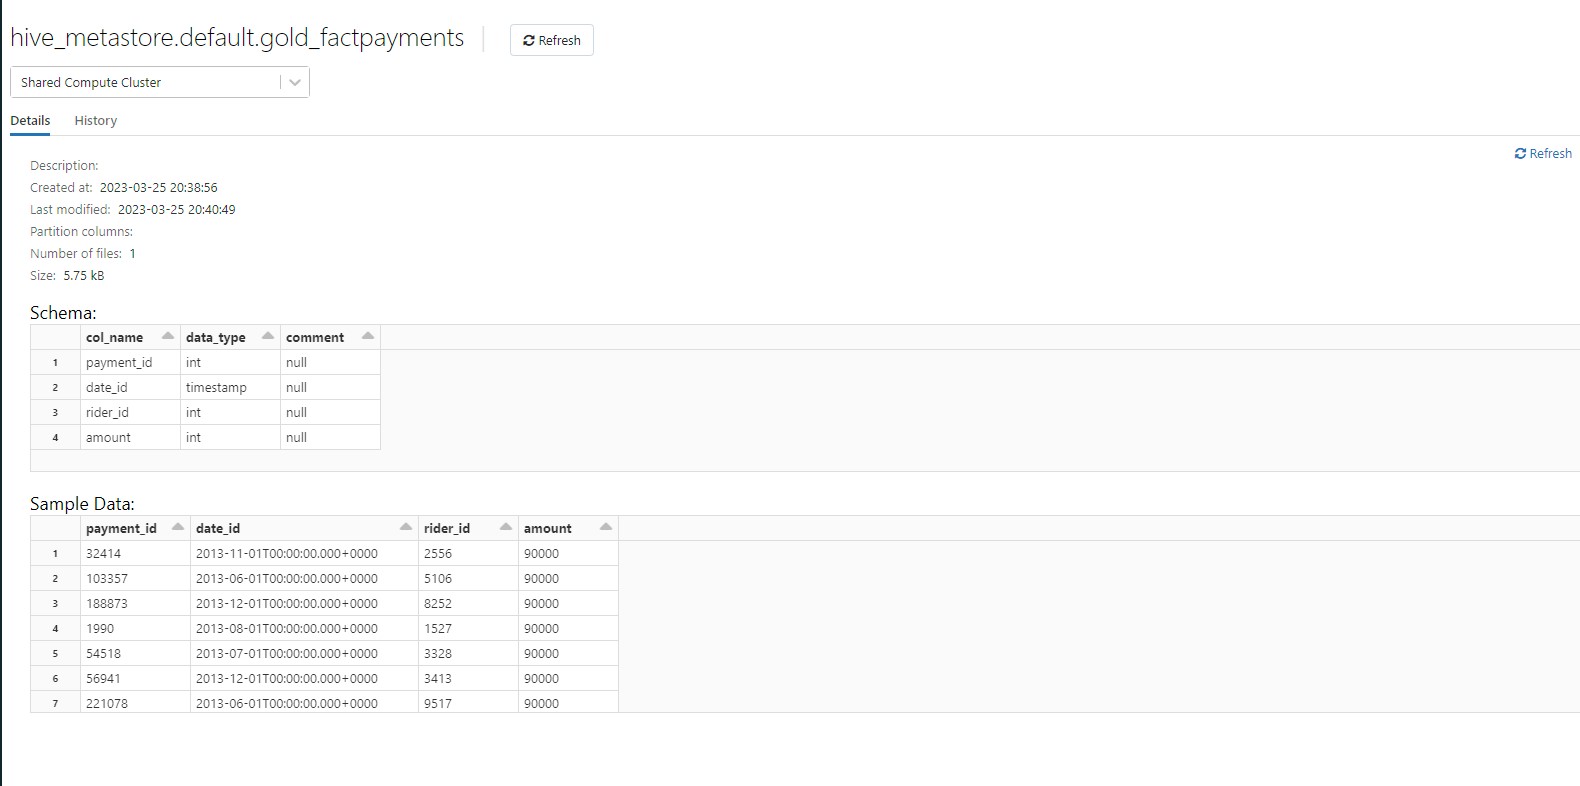 hive_metastore.default.gold_factpayments Refresh
Shared Compute Cluster
Details History
Refresh
Description:
Created at: 2023-03-25 20:38:56
Last modified: 2023-03-25 20:40:49
Partition columns:
Number of files: 1
Size: 5.75 kB
Schema:
col_name data_type comment
1 payment_id int null
2 date_id timestamp null
3 rider_id int null
4 amount int null
Sample Data:
payment_id date_id rider_id amount
1 32414 2013-11-01T00:00:00.000+0000 2556 90000
2 103357 2013-06-01T00:00:00.000+0000 5106 90000
3 188873 2013-12-01T00:00:00.000+0000 8252 90000
4 1990 2013-08-01T00:00:00.000+0000 1527 90000
5 54518 2013-07-01T00:00:00.000+0000 3328 90000
6 56941 2013-12-01T00:00:00.000+0000 3413 90000
7 221078 2013-06-01T00:00:00.000+0000 9517 90000